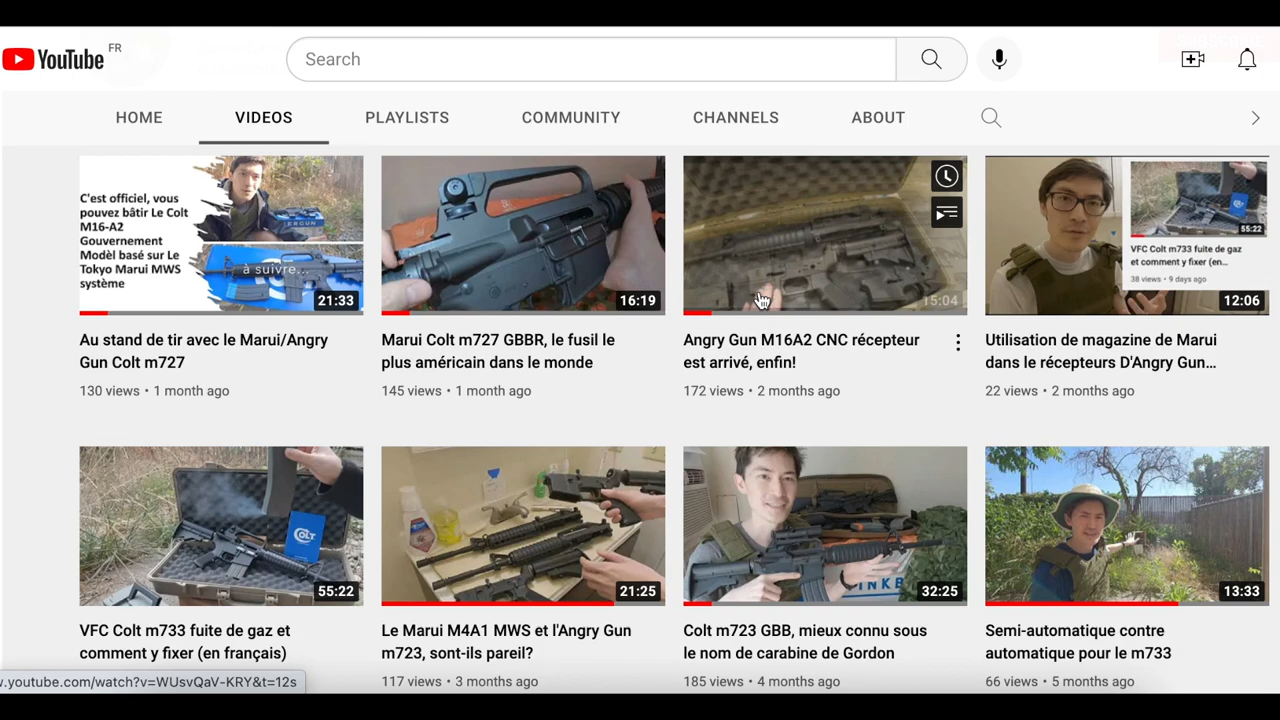 YouTube FR
Search
HOME
VIDEOS
PLAYLISTS
COMMUNITY
CHANNELS
ABOUT
C'est officiel, vous
pouvez bâtir Le Colt
M16-A2
Gouvernement
Modèl basé sur Le
Tokyo Marui MWS
système
à suivre...
21:33
16:19
15:04
55:22
VFC Colt m733 fuite de gaz
et comment y fixer (en...
38 views • 9 days ago
12:06
Au stand de tir avec le Marui/Angry
Gun Colt m727
130 views • 1 month ago
Marui Colt m727 GBBR, le fusil le
plus américain dans le monde
145 views • 1 month ago
Angry Gun M16A2 CNC récepteur
est arrivé, enfin!
172 views • 2 months ago
Utilisation de magazine de Marui
dans le récepteurs D'Angry Gun...
22 views • 2 months ago
COLT
55:22
21:25
INKB
32:25
13:33
VFC Colt m733 fuite de gaz et
comment y fixer (en français)
Le Marui M4A1 MWS et l'Angry Gun
m723, sont-ils pareil?
117 views • 3 months ago
Colt m723 GBB, mieux connu sous
le nom de carabine de Gordon
185 views • 4 months ago
Semi-automatique contre
automatique pour le m733
66 views • 5 months ago
.youtube.com/watch?v=WUsvQaV-KRY&t=12s